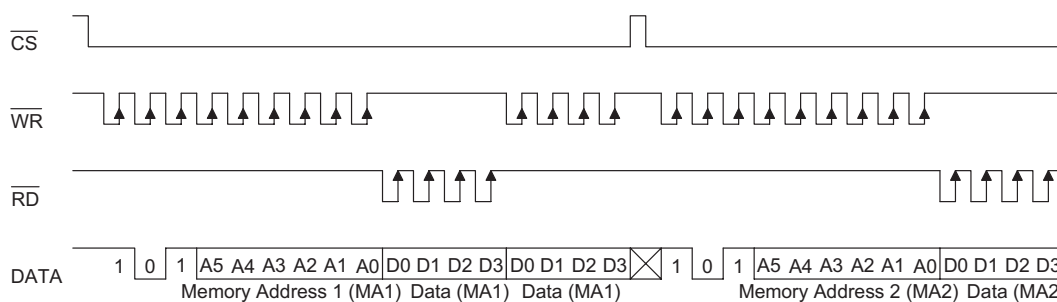 CS
WR
RD
DATA 1 0 1 A5 A4 A3 A2 A1 A0 D0 D1 D2 D3 D0 D1 D2 D3 1 0 1 A5 A4 A3 A2 A1 A0 D0 D1 D2 D3
Memory Address 1 (MA1) Data (MA1) Data (MA1) Memory Address 2 (MA2) Data (MA2